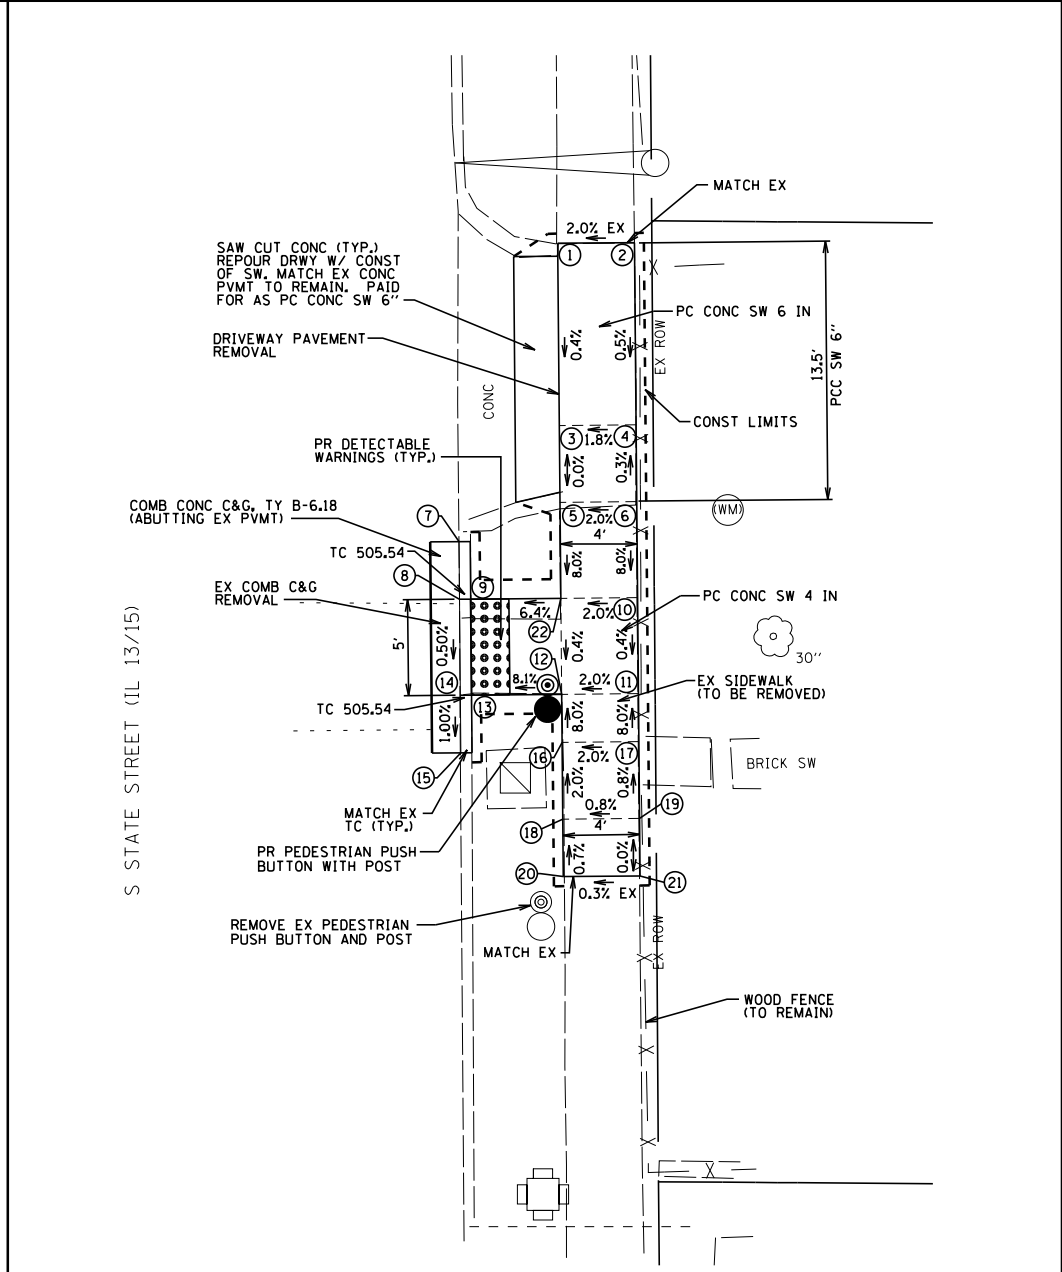 MATCH EX
2.0% EX
SAW CUT CONC (TYP.)
REPOUR DRWY W/ CONST
OF SW. MATCH EX CONC
PVMT TO REMAIN. PAID
FOR AS PC CONC SW 6"
1
2
PC CONC SW 6 IN
DRIVEWAY PAVEMENT
REMOVAL
0.4%
0.5%
EX ROW
13.5'
PCC SW 6"
CONC
CONST LIMITS
PR DETECTABLE
WARNINGS (TYP.)
3
1.8%
4
0.0%
0.3%
COMB CONC C&G, TY B-6.18
(ABUTTING EX PVMT)
7
5
2.0%
6
(WM)
4'
TC 505.54
8.0%
8.0%
8
9
EX COMB C&G
REMOVAL
6.4%
2.0%
10
PC CONC SW 4 IN
5'
0.50%
22
0.4%
0.4%
30"
12
14
8.1%
2.0%
11
EX SIDEWALK
(TO BE REMOVED)
TC 505.54
13
1.00%
8.0%
8.0%
16
2.0%
17
BRICK SW
15
2.0%
0.8%
MATCH EX
TC (TYP.)
0.8%
19
18
4'
PR PEDESTRIAN PUSH
BUTTON WITH POST
0.7%
0.0%
20
21
0.3% EX
REMOVE EX PEDESTRIAN
PUSH BUTTON AND POST
MATCH EX
EX ROW
WOOD FENCE
(TO REMAIN)
S STATE STREET (IL 13/15)